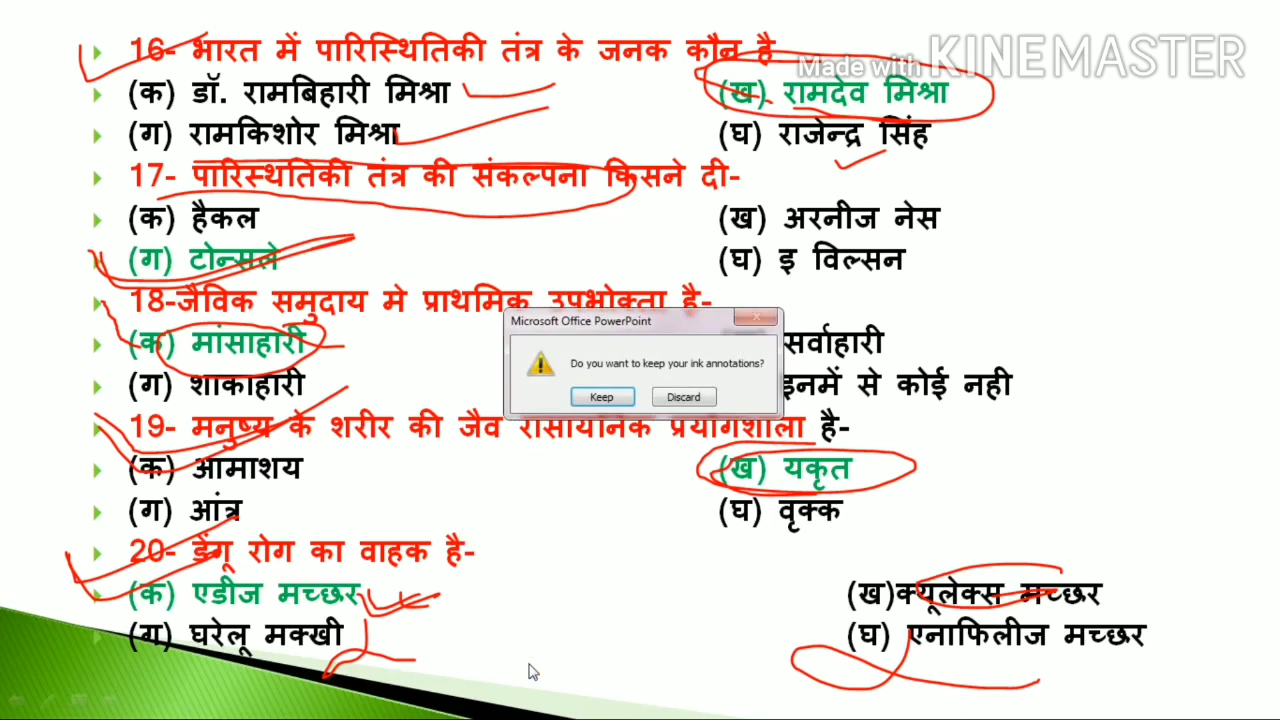 16- भारत में पारिस्थितिकी तंत्र के जनक कौन है
Made with KINEMASTER
(क) डॉ. रामबिहारी मिश्रा (ख) रामदेव मिश्रा
(ग) रामकिशोर मिश्रा (घ) राजेन्द्र सिंह
17- पारिस्थतिकी तंत्र की संकल्पना किसने दी-
(क) हैकल (ख) अरनीज नेस
(ग) टोन्सले (घ) इ विल्सन
18-जैविक समुदाय मे प्राथमिक उपभोक्ता है-
(क) मांसाहारी सर्वाहारी
(ग) शाकाहारी इनमें से कोई नही
Microsoft Office PowerPoint
Do you want to keep your ink annotations?
Keep Discard
19- मनुष्य के शरीर की जैव रासायनिक प्रयोगशाला है-
(क) आमाशय (ख) यकृत
(ग) आंत्र (घ) वृक्क
20- डेंगू रोग का वाहक है-
(क) एडीज मच्छर (ख)क्यूलेक्स मच्छर
(ग) घरेलू मक्खी (घ) एनाफिलीज मच्छर